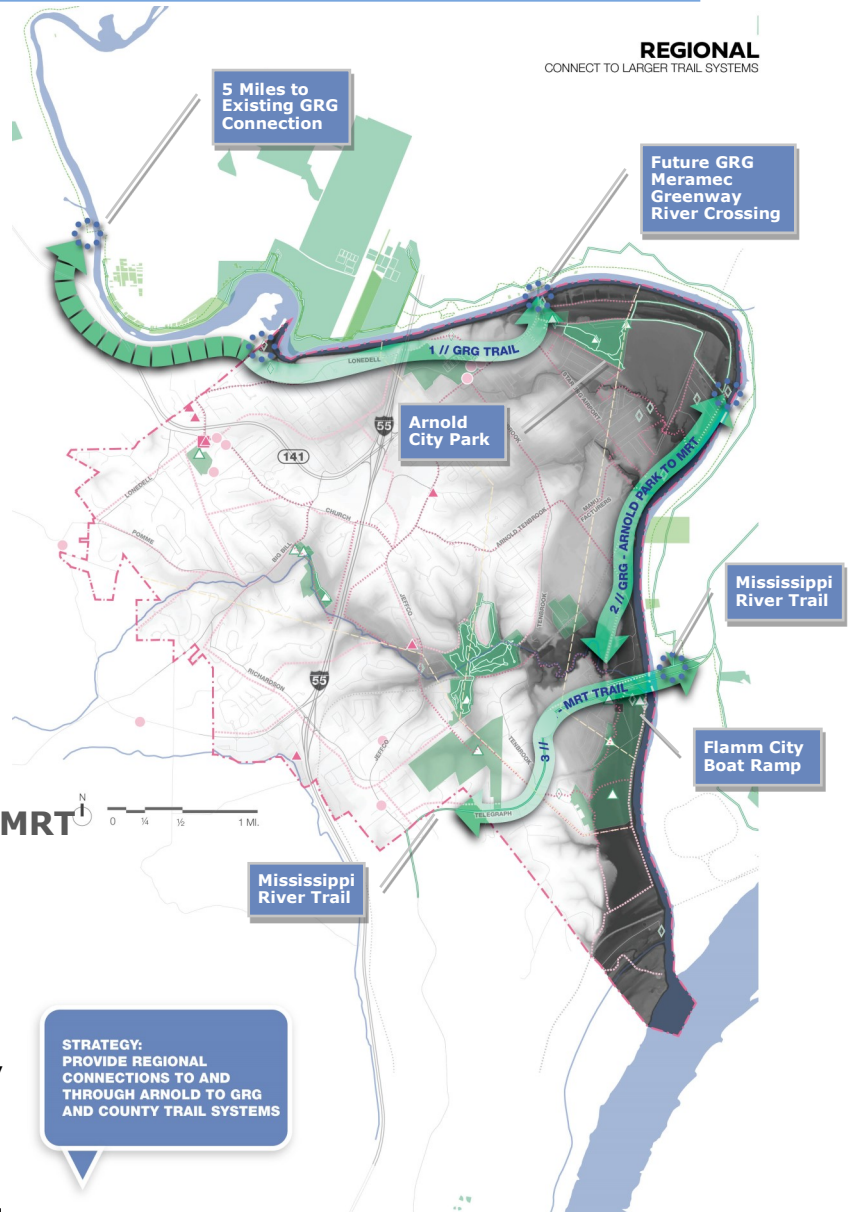 REGIONAL
CONNECT TO LARGER TRAIL SYSTEMS
5 Miles to
Existing GRG
Connection
Future GRG
Meramec
Greenway
River Crossing
LONEDELL
1 // GRG TRAIL
Arnold
City Park
55
141
LONEDELL
POMME
CHURCH
BIG BILL
ARNOLD TENBROOK
MANU-
FACTURERS
2 // GRG - ARNOLD PARK TO MRT
JEFFCO
TENBROOK
Mississippi
River Trail
RICHARDSON
55
- MRT TRAIL
3 //
JEFFCO
TENBROOK
Flamm City
Boat Ramp
TELEGRAPH
MRT
N
0 ¼ ½ 1 MI.
Mississippi
River Trail
STRATEGY:
PROVIDE REGIONAL
CONNECTIONS TO AND
THROUGH ARNOLD TO GRG
AND COUNTY TRAIL SYSTEMS